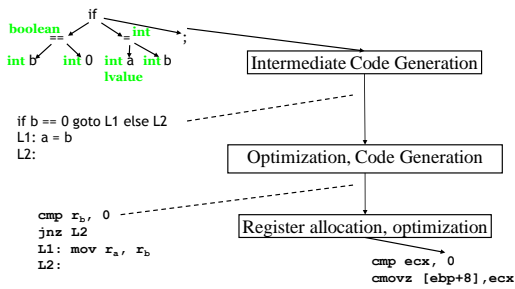 if
boolean
==
= int
;
int b
int 0
int a
int b
lvalue
Intermediate Code Generation
if b == 0 goto L1 else L2
L1: a = b
L2:
Optimization, Code Generation
cmp rb, 0
jnz L2
L1: mov ra, rb
L2:
Register allocation, optimization
cmp ecx, 0
cmovz [ebp+8],ecx